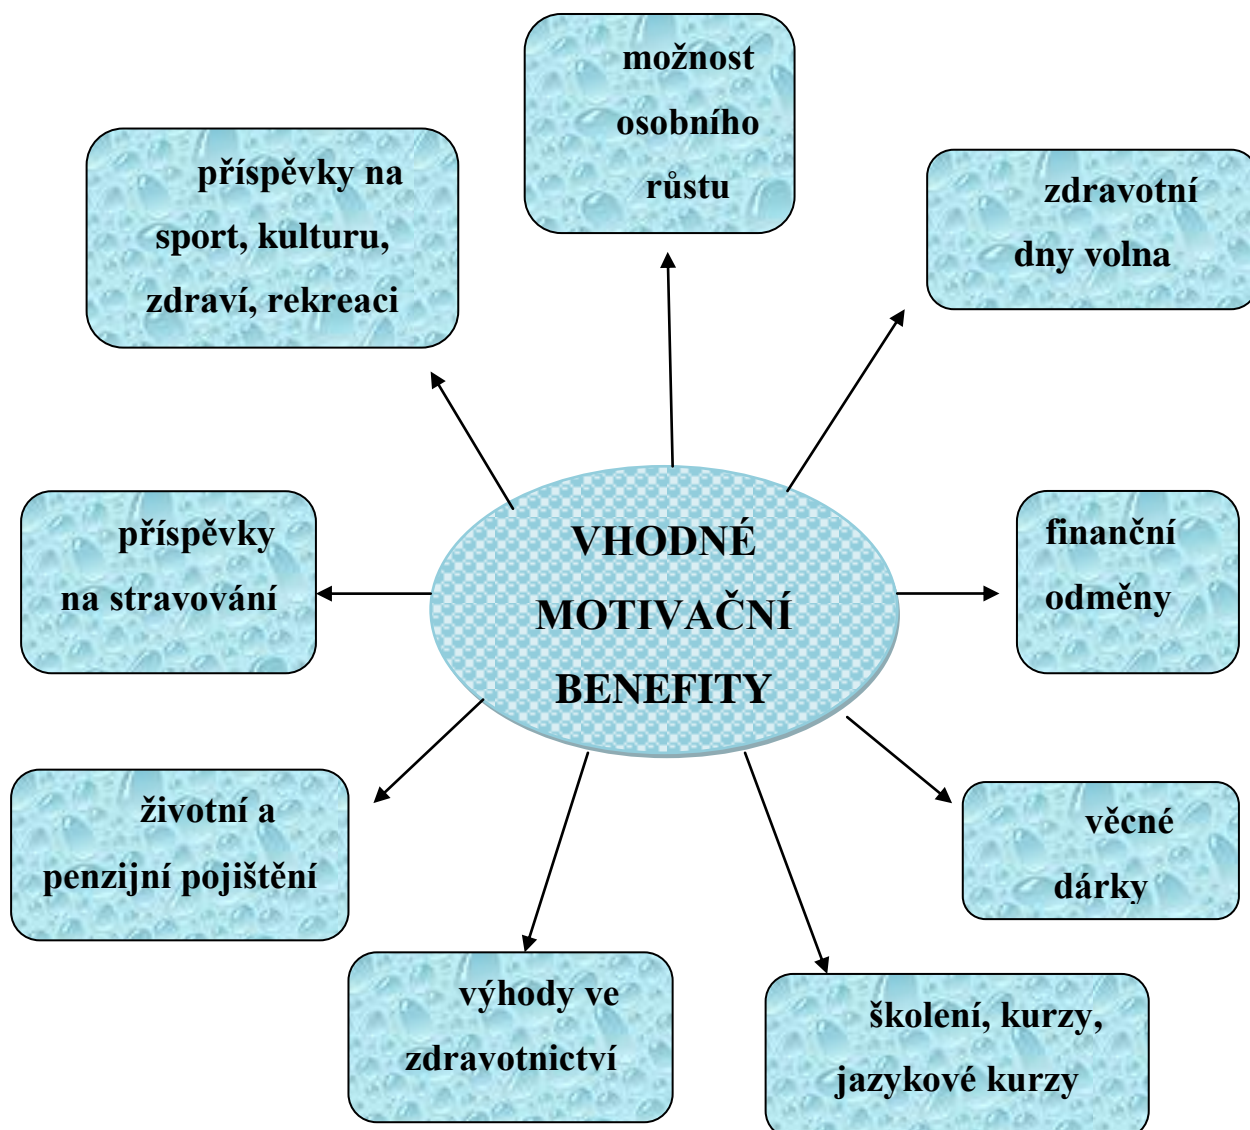 možnost
osobního
růstu
příspěvky na
sport, kulturu,
zdraví, rekreaci
zdravotní
dny volna
příspěvky
na stravování
VHODNÉ
MOTIVAČNÍ
BENEFITY
finanční
odměny
životní a
penzijní pojištění
věcné
dárky
výhody ve
zdravotnictví
školení, kurzy,
jazykové kurzy